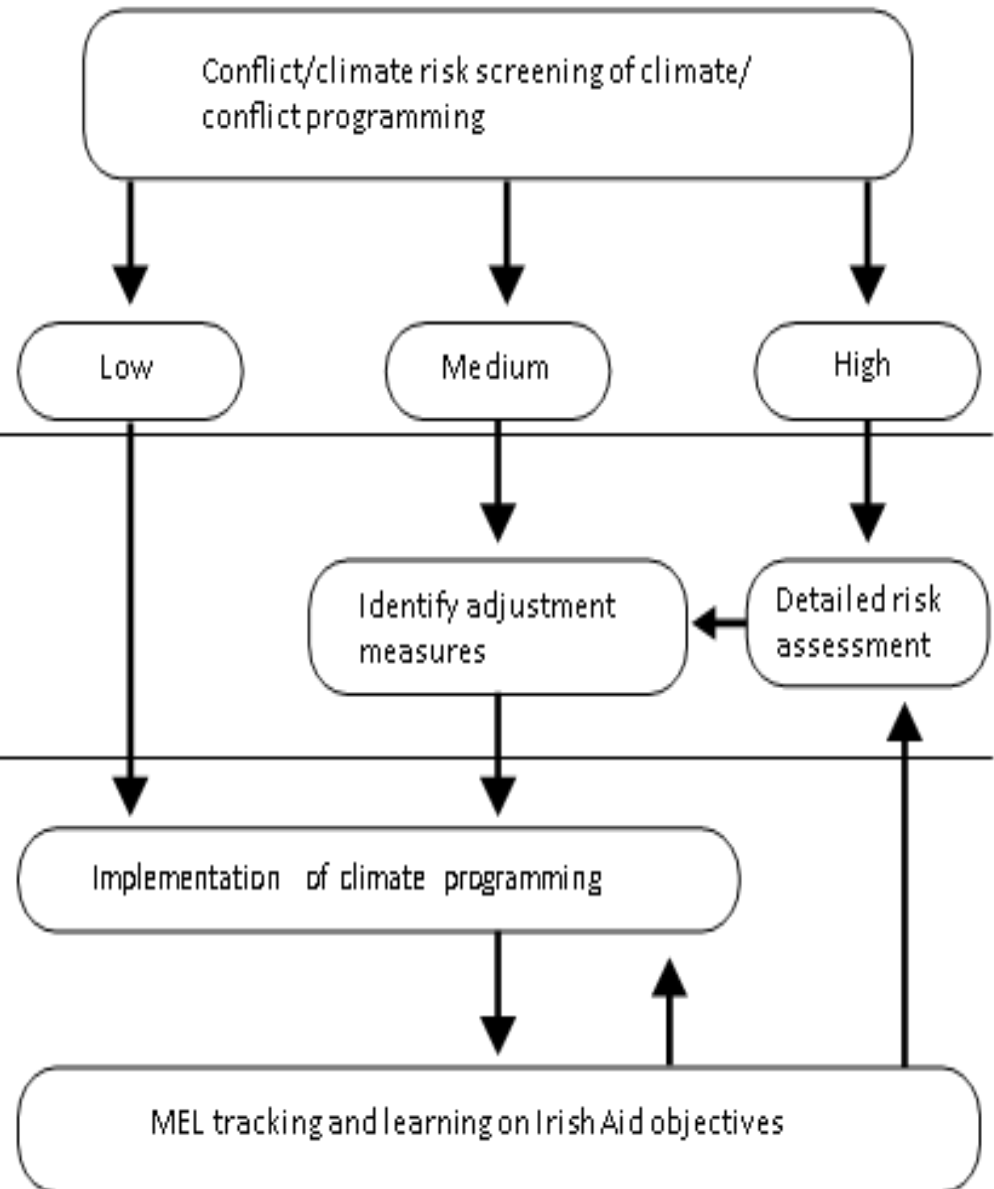 Conflict/climate risk screening of climate/
conflict programming
Low
Medium
High
Identify adjustment
measures
Detailed risk
assessment
Implementation of climate programming
MEL tracking and learning on Irish Aid objectives